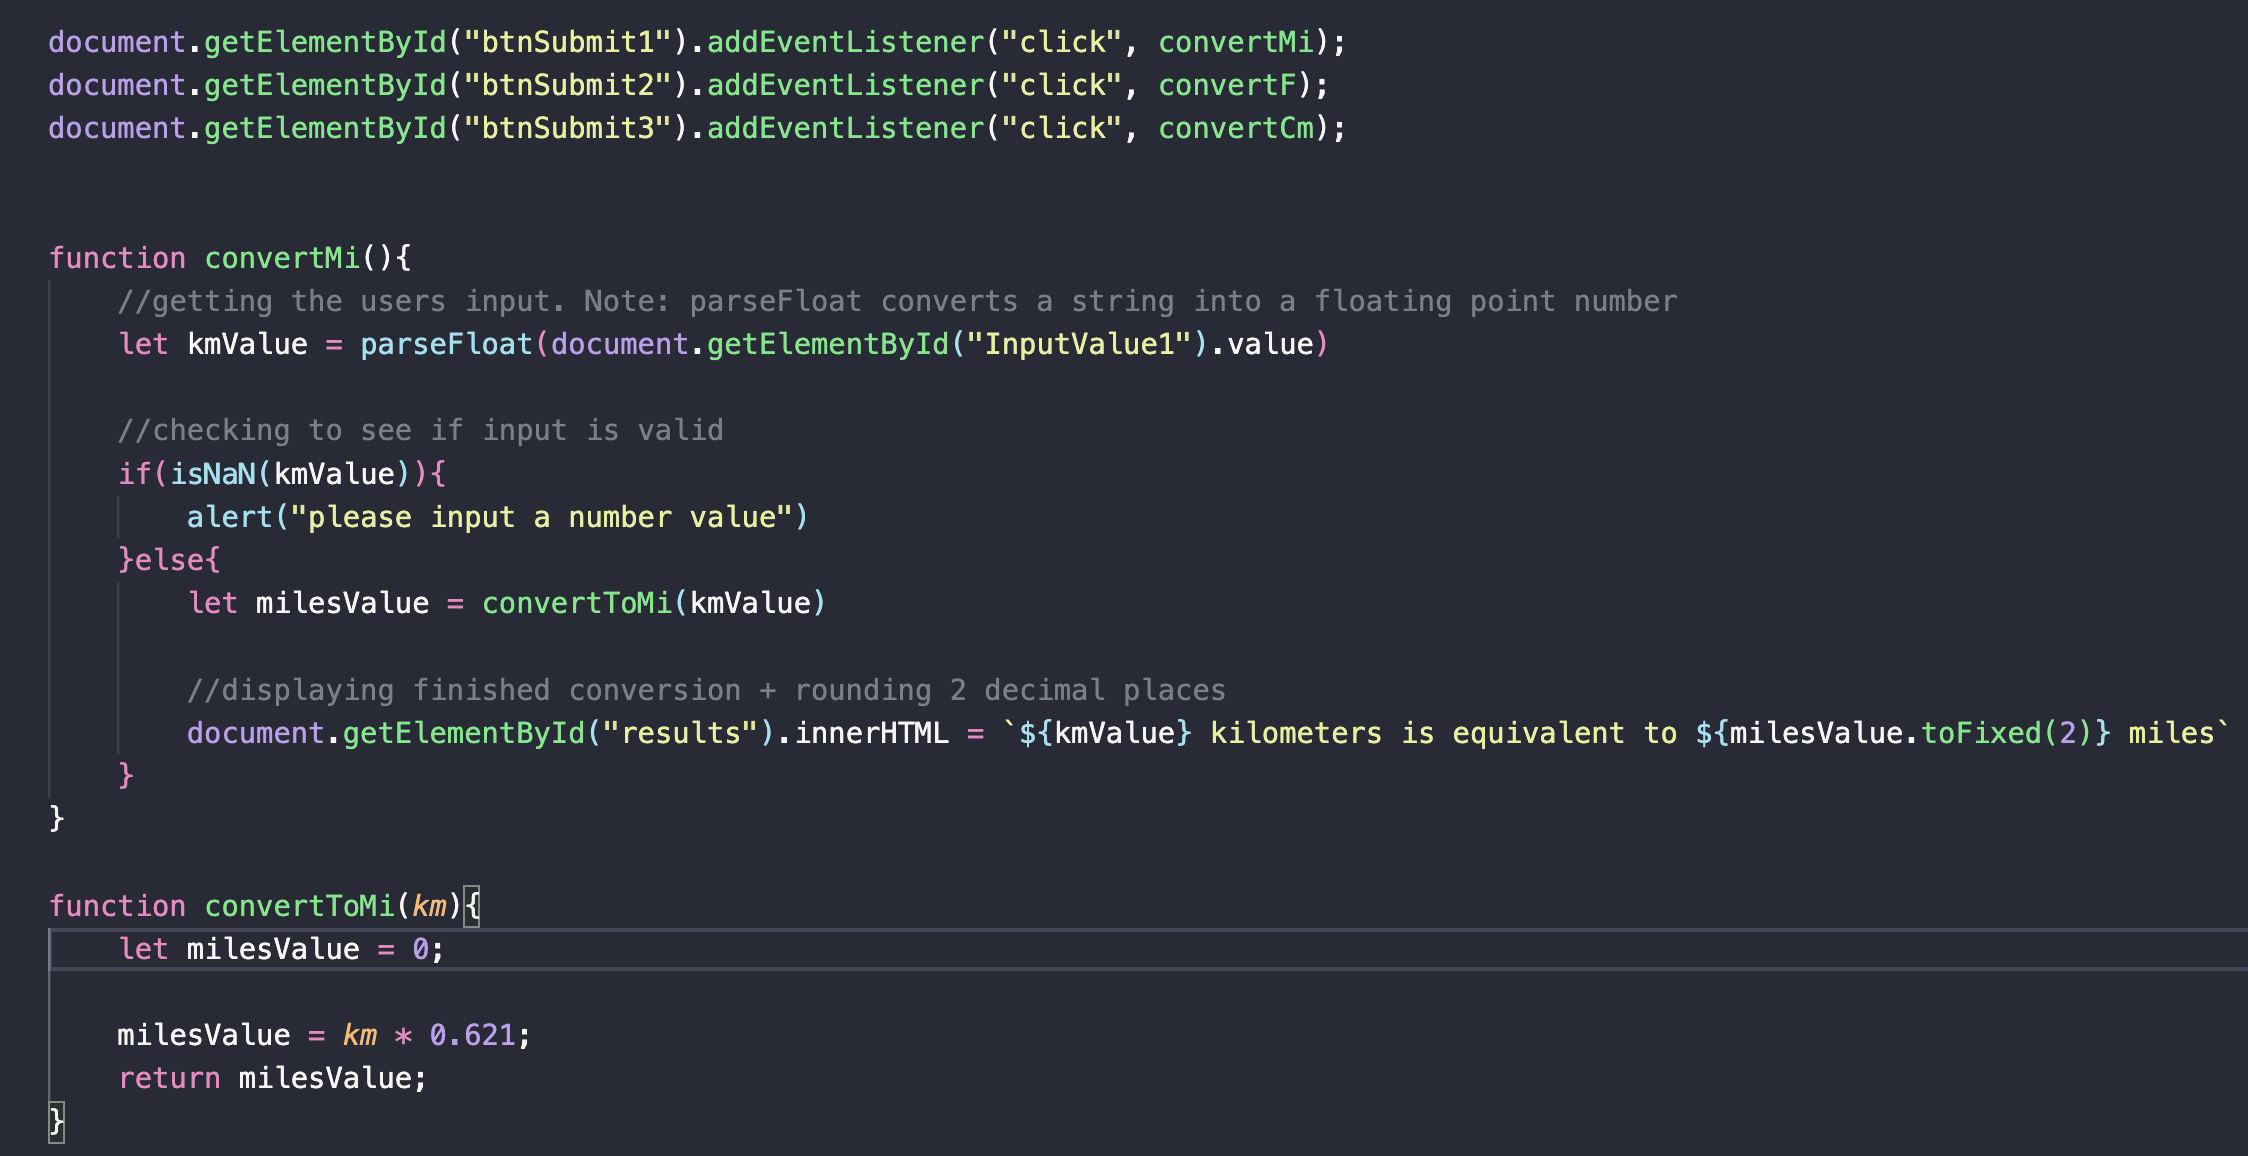 document.getElementById("btnSubmit1").addEventListener("click", convertMi);
document.getElementById("btnSubmit2").addEventListener("click", convertF);
document.getElementById("btnSubmit3").addEventListener("click", convertCm);
function convertMi(){
//getting the users input. Note: parseFloat converts a string into a floating point number
let kmValue = parseFloat(document.getElementById("InputValue1").value)
//checking to see if input is valid
if(isNaN(kmValue)){
alert("please input a number value")
}else{
let milesValue = convertToMi(kmValue)
//displaying finished conversion + rounding 2 decimal places
document.getElementById("results").innerHTML = `${kmValue} kilometers is equivalent to ${milesValue.toFixed(2)} miles`
}
}
function convertToMi(km){
let milesValue = 0;
milesValue = km * 0.621;
return milesValue;
}